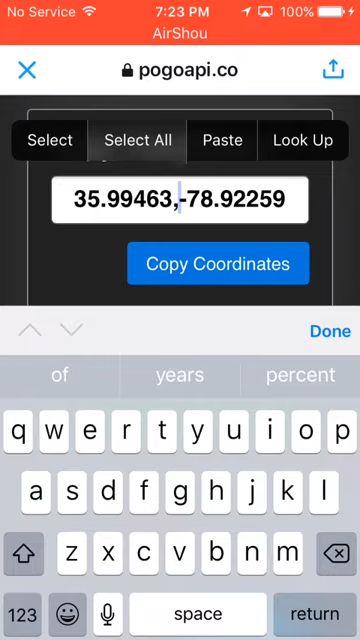 No Service 7:23 PM 100%
AirShou
pogoapi.co
Select Select All Paste Look Up
35.99463,-78.92259
Copy Coordinates
Done
of years percent
q w e r t y u i o p
a s d f g h j k l
z x c v b n m
123 space return